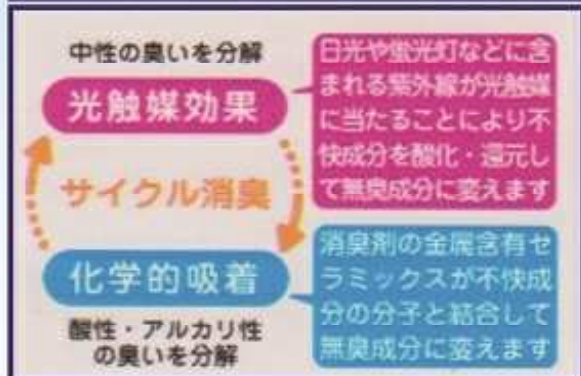 中性の臭いを分解
光触媒効果
日光や蛍光灯などに含
まれる紫外線が光触媒
に当たることにより不
快成分を酸化・還元し
て無臭成分に変えます
サイクル消臭
化学的吸着
酸性・アルカリ性
の臭いを分解
消臭剤の金属含有セ
ラミックスが不快成
分の分子と結合して
無臭成分に変えます